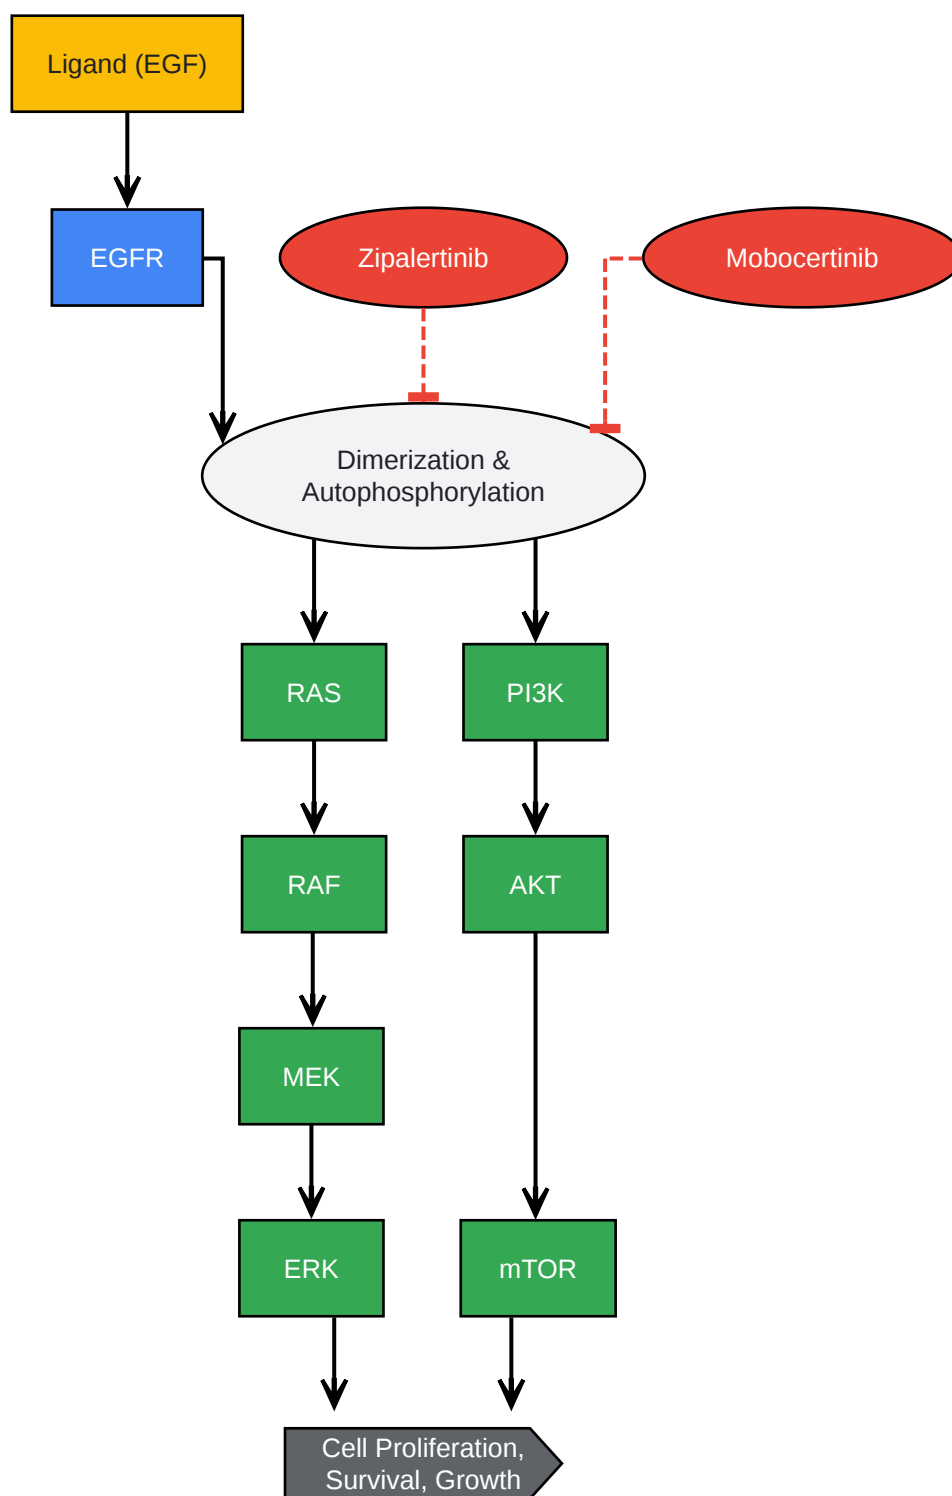 Ligand (EGF)
EGFR
Zipalertinib
Mobocertinib
Dimerization &
Autophosphorylation
RAS
PI3K
RAF
AKT
MEK
ERK
mTOR
Cell Proliferation,
Survival, Growth